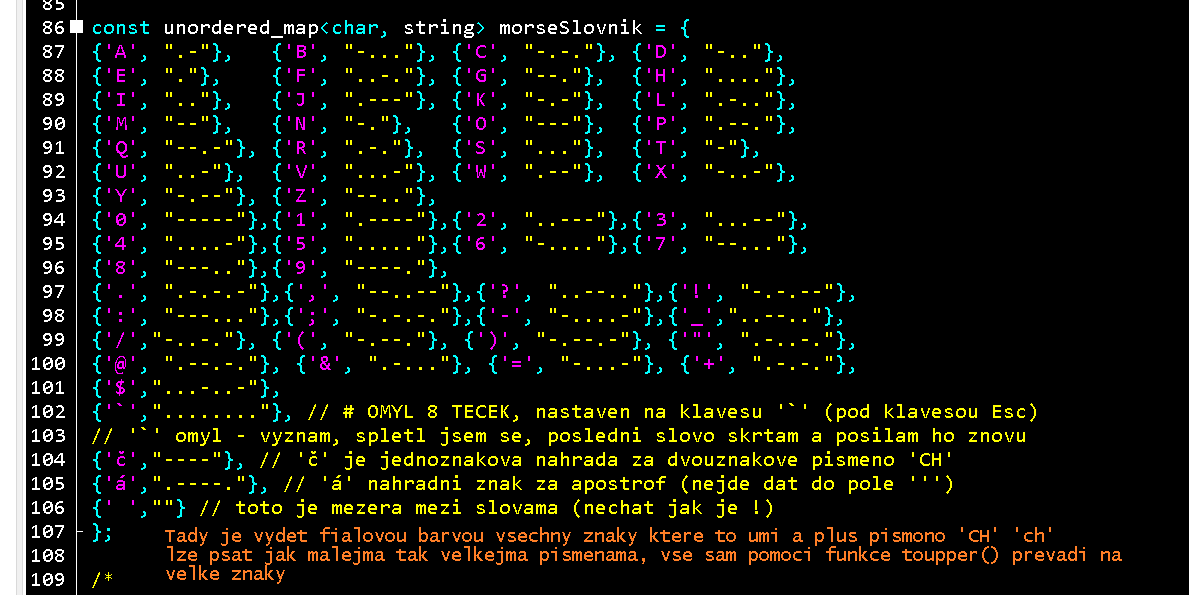 85
86 const unordered_map<char, string> morseSlovnik = {
87 {'A', ".-"}, {'B', "-..."}, {'C', "-.-."}, {'D', "-.."},
88 {'E', "."}, {'F', "..-."}, {'G', "--."}, {'H', "...."},
89 {'I', ".."}, {'J', ".---"}, {'K', "-.-"}, {'L', ".-.."},
90 {'M', "--"}, {'N', "-."}, {'O', "---"}, {'P', ".--."},
91 {'Q', "--.-"}, {'R', ".-."}, {'S', "..."}, {'T', "-"},
92 {'U', "..-"}, {'V', "...-"}, {'W', ".--"}, {'X', "-..-"},
93 {'Y', "-.--"}, {'Z', "--.."},
94 {'0', "-----"},{'1', ".----"},{'2', "..---"},{'3', "...--"},
95 {'4', "....-"},{'5', "....."},{'6', "-...."},{'7', "--..."},
96 {'8', "---.."},{'9', "----."},
97 {'.', ".-.-.-"},{',', "--..--"},{'?', "..--.."},{'!', "-.-.--"},
98 {':', "---..."},{';', "-.-.-."},{'-', "-....-"},{'_',"..--.."},
99 {'/',"-..-."}, {'(', "-.--."}, {')', "-.--.-"}, {'"', ".-..-."},
100 {'@', ".--.-."}, {'&', ".-..."}, {'=', "-...-"}, {'+', ".-.-."},
101 {'$',"...-..-"},
102 {'`',"........"}, // # OMYL 8 TECEK, nastaven na klavesu '`' (pod klavesou Esc)
103 // '`' omyl - vyznam, spletl jsem se, posledni slovo skrtam a posilam ho znovu
104 {'č',"----"}, // 'č' je jednoznakova nahrada za dvouznakove pismeno 'CH'
105 {'á',".----."}, // 'á' nahradni znak za apostrof (nejde dat do pole ''')
106 {' ',""} // toto je mezera mezi slovama (nechat jak je !)
107 }; Tady je vydet fialovou barvou vsechny znaky ktere to umi a plus pismono 'CH' 'ch'
108 lze psat jak malejma tak velkejma pismenama, vse sam pomoci funkce toupper() prevadi na
109 /* velke znaky